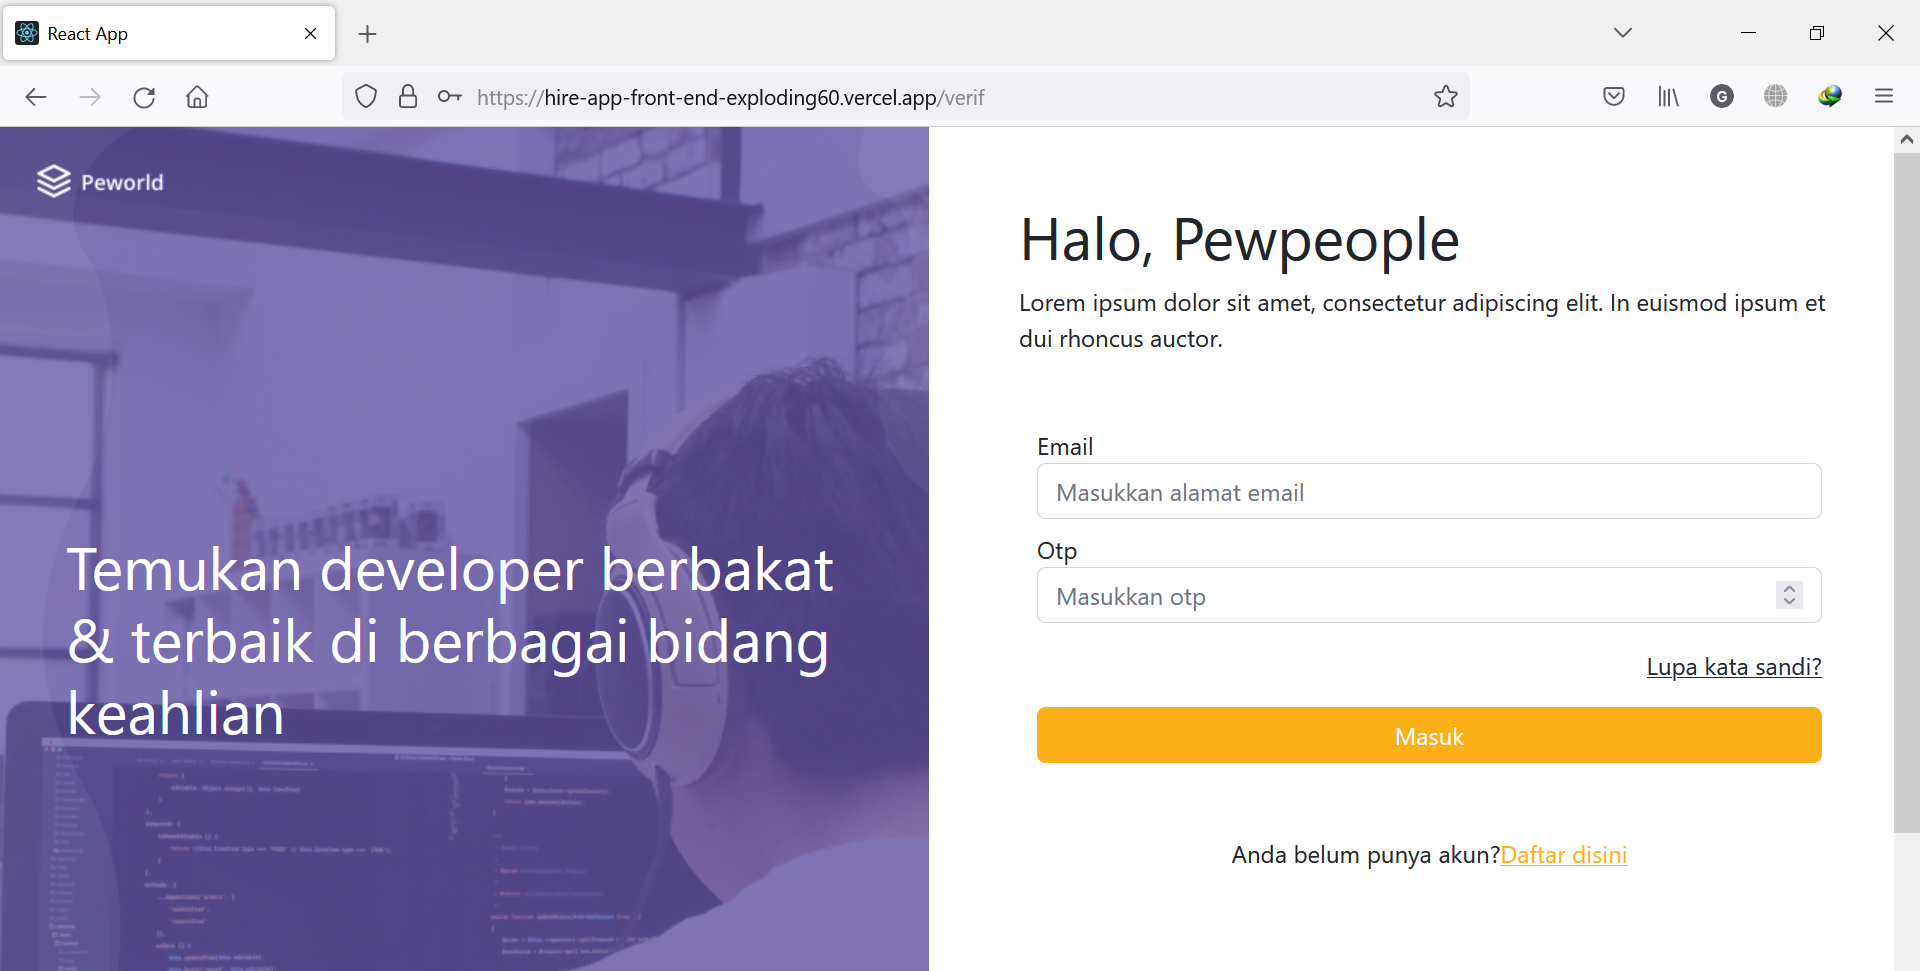 React App
https://hire-app-front-end-exploding60.vercel.app/verif
G
Peworld
Temukan developer berbakat
& terbaik di berbagai bidang
keahlian
Halo, Pewpeople
Lorem ipsum dolor sit amet, consectetur adipiscing elit. In euismod ipsum et
dui rhoncus auctor.
Email
Masukkan alamat email
Otp
Masukkan otp
Lupa kata sandi?
Masuk
Anda belum punya akun?Daftar disini